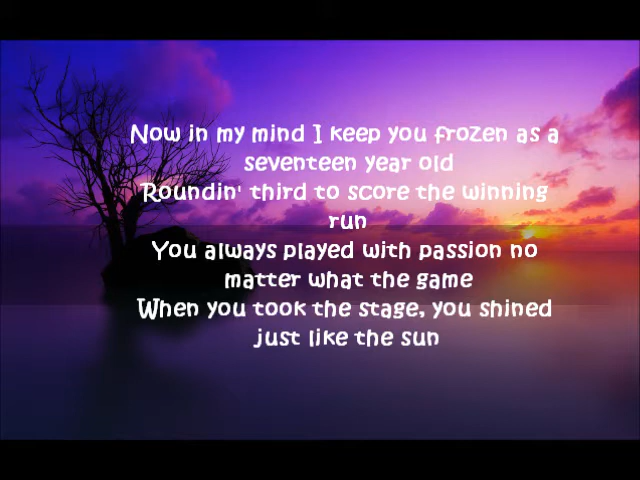 Now in my mind I keep you frozen as a
seventeen year old
Roundin' third to score the winning
run
You always played with passion no
matter what the game
When you took the stage, you shined
just like the sun